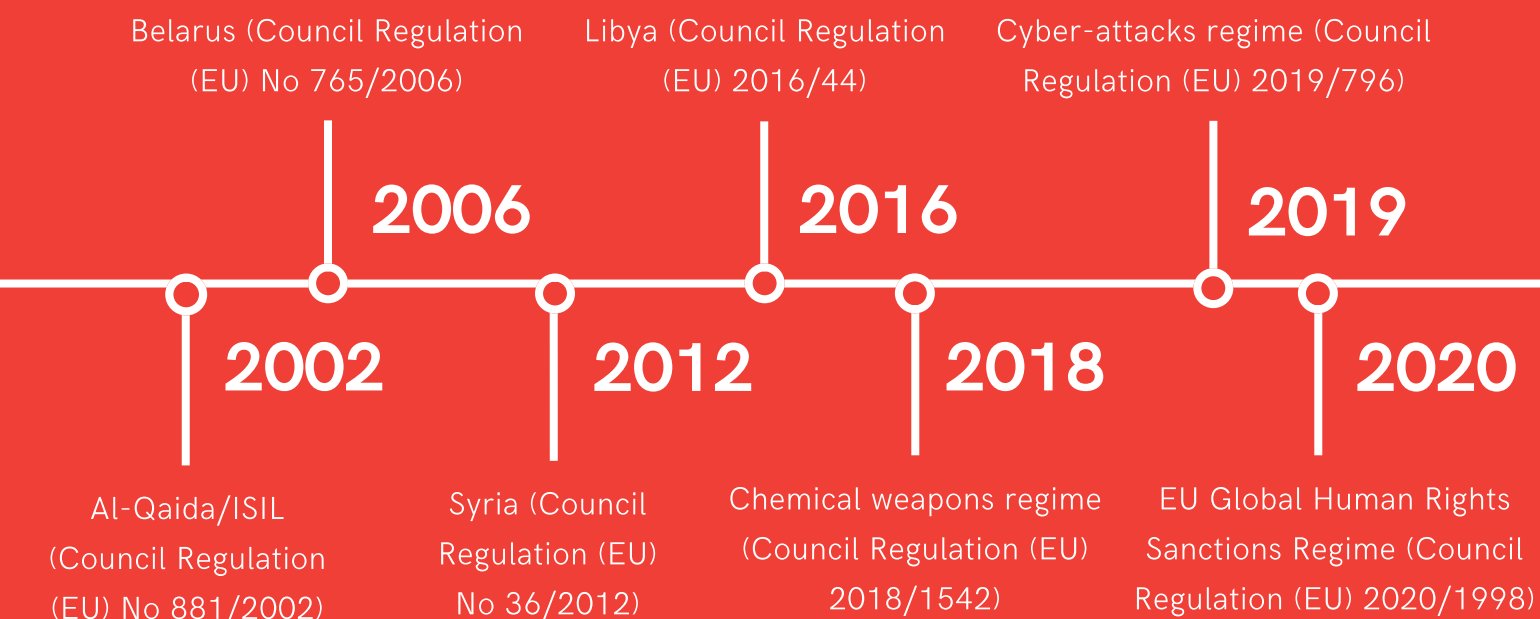 Belarus (Council Regulation
(EU) No 765/2006)
Libya (Council Regulation
(EU) 2016/44)
Cyber-attacks regime (Council
Regulation (EU) 2019/796)
2006
2016
2019
2002
2012
2018
2020
Al-Qaida/ISIL
(Council Regulation
(EU) No 881/2002)
Syria (Council
Regulation (EU)
No 36/2012)
Chemical weapons regime
(Council Regulation (EU)
2018/1542)
EU Global Human Rights
Sanctions Regime (Council
Regulation (EU) 2020/1998)